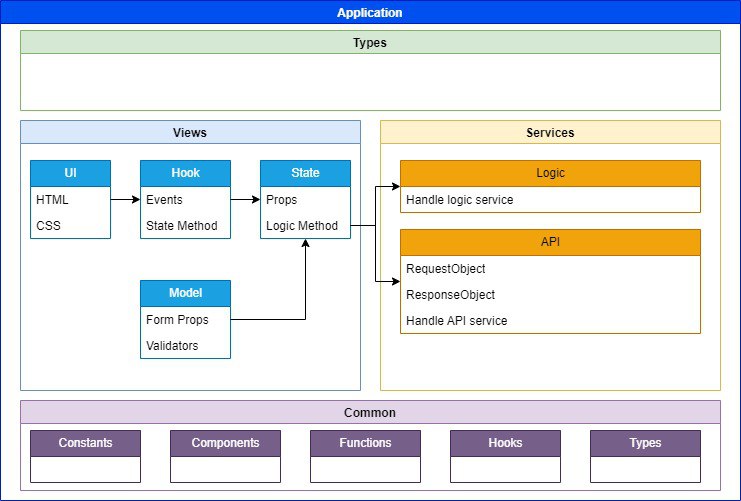 Application
Types
Views
UI
HTML
CSS
Hook
Events
State Method
State
Props
Logic Method
Model
Form Props
Validators
Services
Logic
Handle logic service
API
RequestObject
ResponseObject
Handle API service
Common
Constants
Components
Functions
Hooks
Types